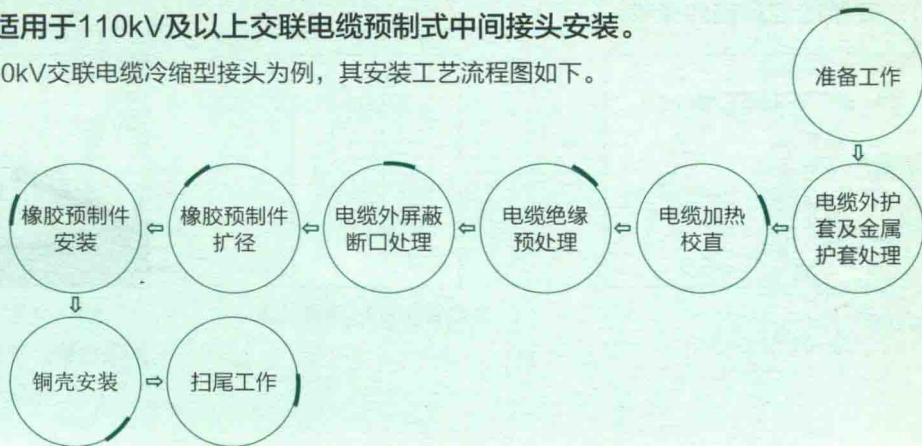 适用于110kV及以上交联电缆预制式中间接头安装。
0kV交联电缆冷缩型接头为例，其安装工艺流程图如下。
准备工作
电缆外护
套及金属
护套处理
电缆加热
校直
电缆绝缘
预处理
电缆外屏蔽
断口处理
橡胶预制件
扩径
橡胶预制件
安装
铜壳安装
扫尾工作